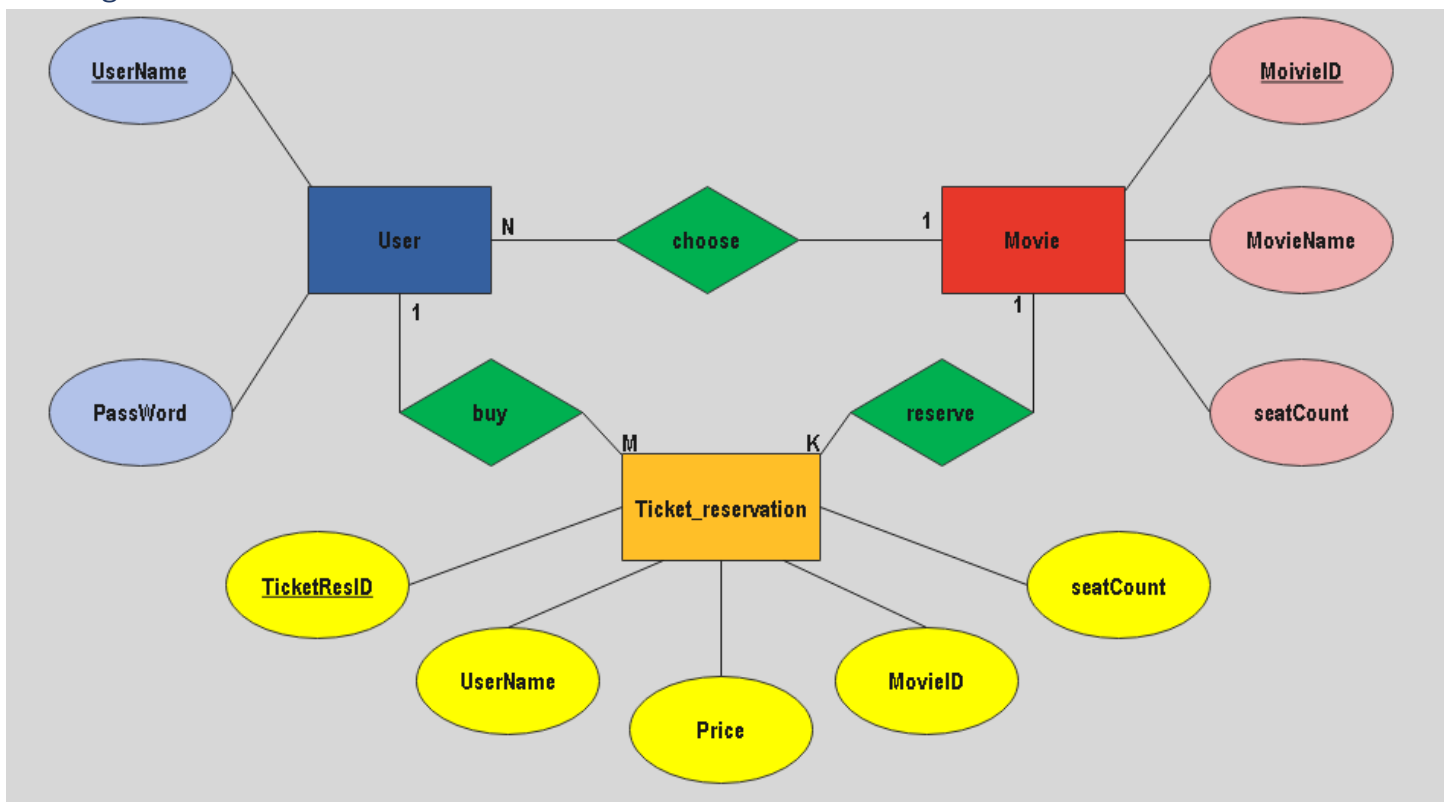 UserName
MoivieID
N
1
User
choose
Movie
MovieName
1
1
PassWord
buy
reserve
seatCount
M
K
Ticket_reservation
TicketResID
seatCount
UserName
MovieID
Price